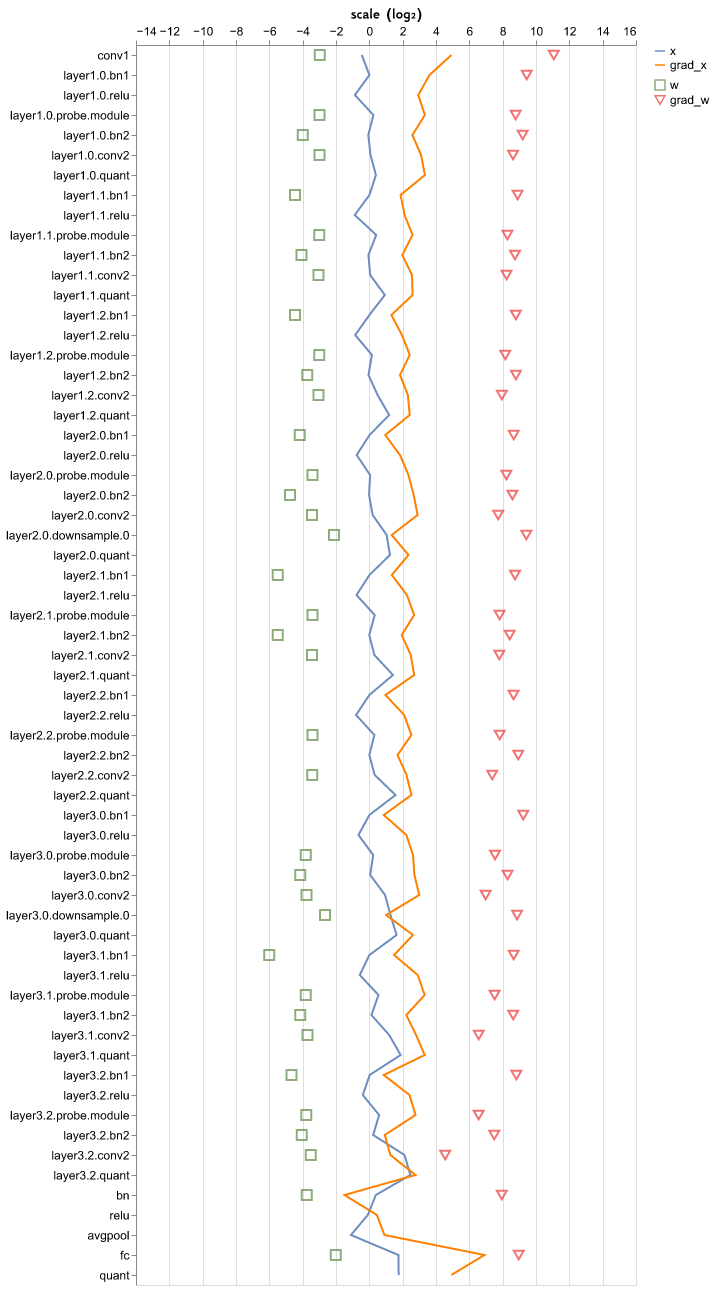 scale (log₂)
−14 −12 −10 −8 −6 −4 −2 0 2 4 6 8 10 12 14 16
x
grad_x
w
grad_w
conv1
layer1.0.bn1
layer1.0.relu
layer1.0.probe.module
layer1.0.bn2
layer1.0.conv2
layer1.0.quant
layer1.1.bn1
layer1.1.relu
layer1.1.probe.module
layer1.1.bn2
layer1.1.conv2
layer1.1.quant
layer1.2.bn1
layer1.2.relu
layer1.2.probe.module
layer1.2.bn2
layer1.2.conv2
layer1.2.quant
layer2.0.bn1
layer2.0.relu
layer2.0.probe.module
layer2.0.bn2
layer2.0.conv2
layer2.0.downsample.0
layer2.0.quant
layer2.1.bn1
layer2.1.relu
layer2.1.probe.module
layer2.1.bn2
layer2.1.conv2
layer2.1.quant
layer2.2.bn1
layer2.2.relu
layer2.2.probe.module
layer2.2.bn2
layer2.2.conv2
layer2.2.quant
layer3.0.bn1
layer3.0.relu
layer3.0.probe.module
layer3.0.bn2
layer3.0.conv2
layer3.0.downsample.0
layer3.0.quant
layer3.1.bn1
layer3.1.relu
layer3.1.probe.module
layer3.1.bn2
layer3.1.conv2
layer3.1.quant
layer3.2.bn1
layer3.2.relu
layer3.2.probe.module
layer3.2.bn2
layer3.2.conv2
layer3.2.quant
bn
relu
avgpool
fc
quant